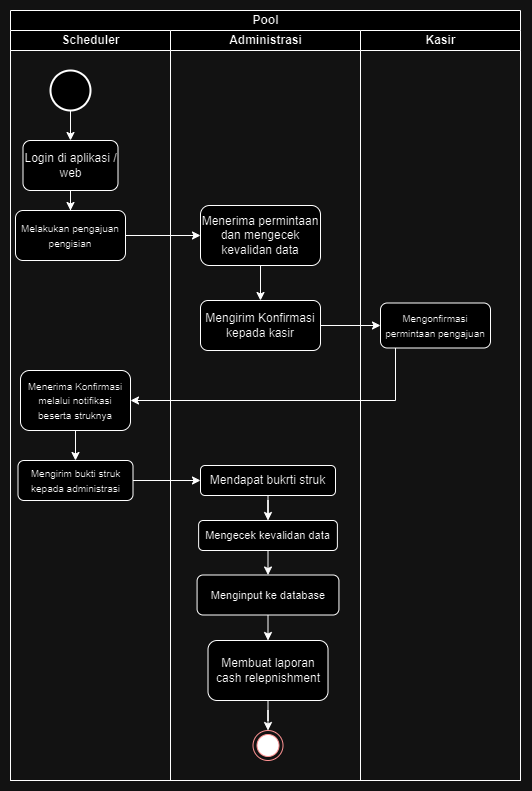 Pool
Scheduler
Administrasi
Kasir
Login di aplikasi /
web
Melakukan pengajuan
pengisian
Menerima permintaan
dan mengecek
kevalidan data
Mengirim Konfirmasi
kepada kasir
Mengonfirmasi
permintaan pengajuan
Menerima Konfirmasi
melalui notifikasi
beserta struknya
Mengirim bukti struk
kepada administrasi
Mendapat bukrti struk
Mengecek kevalidan data
Menginput ke database
Membuat laporan
cash relepnishment